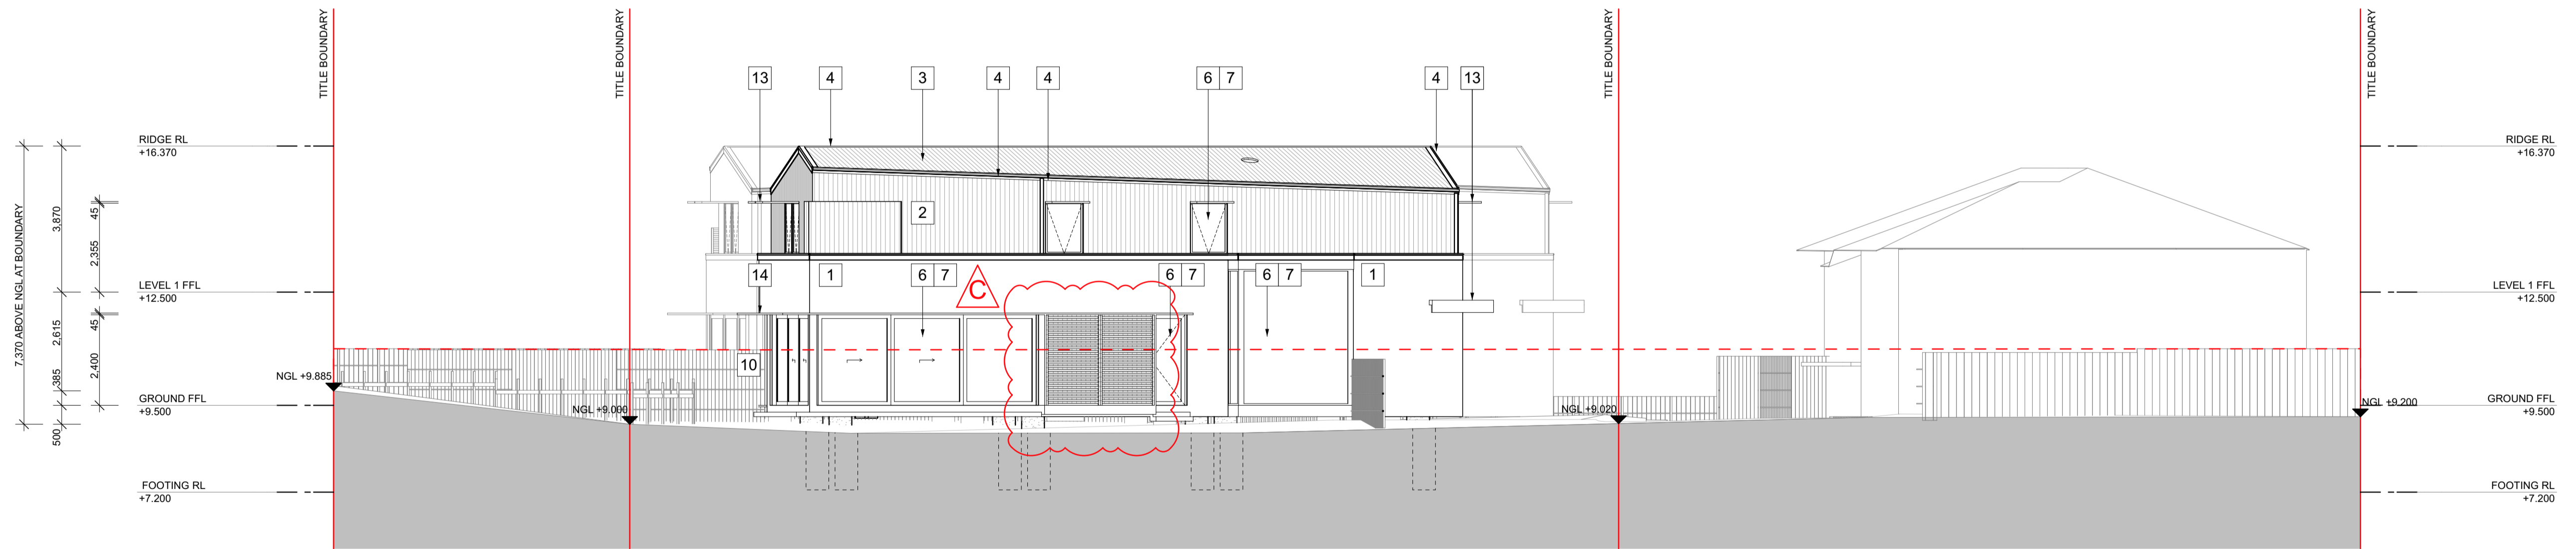 TITLE BOUNDARY
TITLE BOUNDARY
TITLE BOUNDARY
TITLE BOUNDARY
13
4
3
4
4
6 7
4
13
RIDGE RL
+16.370
RIDGE RL
+16.370
7,370 ABOVE NGL AT BOUNDARY
3,870
45
2,355
2
14
1
6 7
C
6 7
6 7
1
LEVEL 1 FFL
+12.500
LEVEL 1 FFL
+12.500
2,615
45
2,400
385
500
10
NGL +9.885
GROUND FFL
+9.500
NGL +9.000
NGL +9.020
NGL +9.200
GROUND FFL
+9.500
FOOTING RL
+7.200
FOOTING RL
+7.200